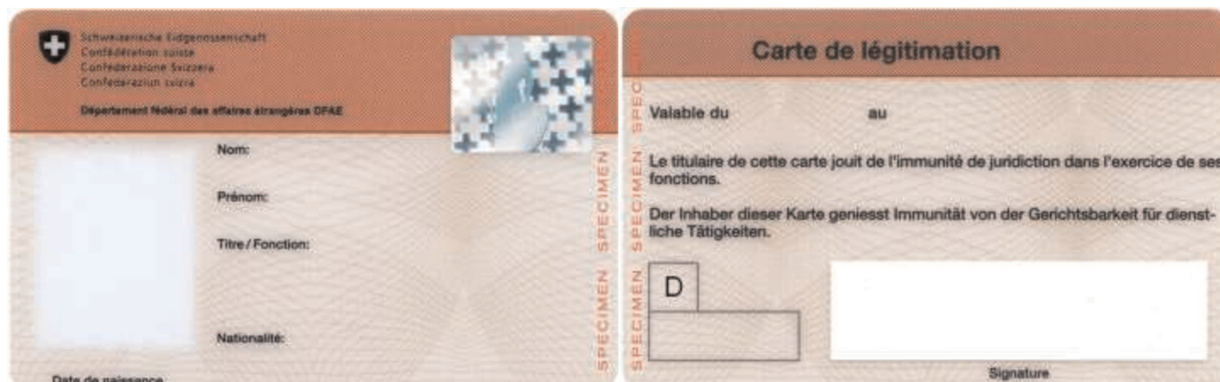 Schweizerische Eidgenossenschaft
Confédération suisse
Confederazione Svizzera
Confederaziun svizra
Département fédéral des affaires étrangères DFAE
Nom:
Prénom:
Titre / Fonction:
Nationalité:
Date de naissance
SPECIMEN SPECIMEN
Carte de légitimation
Valable du au
Le titulaire de cette carte jouit de l'immunité de juridiction dans l'exercice de ses
fonctions.
Der Inhaber dieser Karte geniesst Immunität von der Gerichtsbarkeit für dienst-
liche Tätigkeiten.
D
Signature
SPECIMEN SPECIMEN SPECIMEN